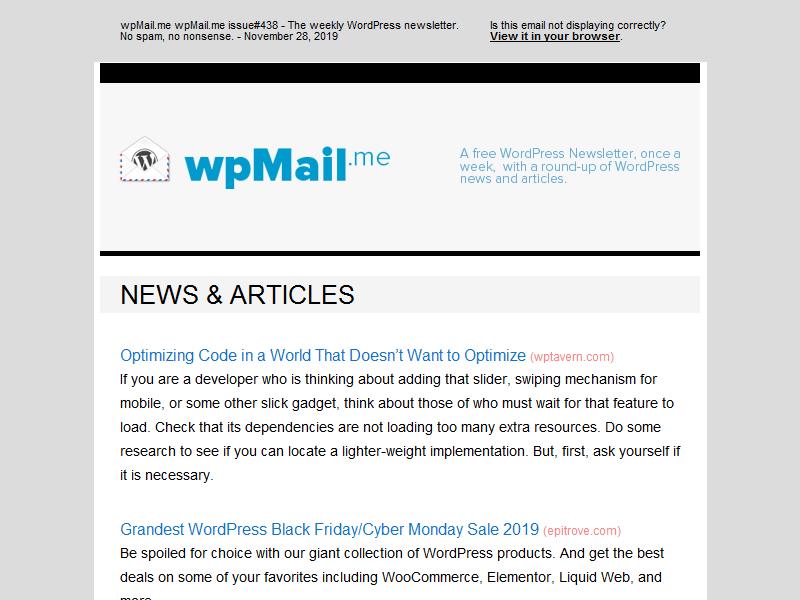 wpMail.me wpMail.me issue#438 - The weekly WordPress newsletter.
No spam, no nonsense. - November 28, 2019
Is this email not displaying correctly?
View it in your browser.
wpMail.me
A free WordPress Newsletter, once a
week, with a round-up of WordPress
news and articles.
NEWS & ARTICLES
Optimizing Code in a World That Doesn’t Want to Optimize (wptavern.com)
If you are a developer who is thinking about adding that slider, swiping mechanism for
mobile, or some other slick gadget, think about those of who must wait for that feature to
load. Check that its dependencies are not loading too many extra resources. Do some
research to see if you can locate a lighter-weight implementation. But, first, ask yourself if
it is necessary.
Grandest WordPress Black Friday/Cyber Monday Sale 2019 (epitrove.com)
Be spoiled for choice with our giant collection of WordPress products. And get the best
deals on some of your favorites including WooCommerce, Elementor, Liquid Web, and